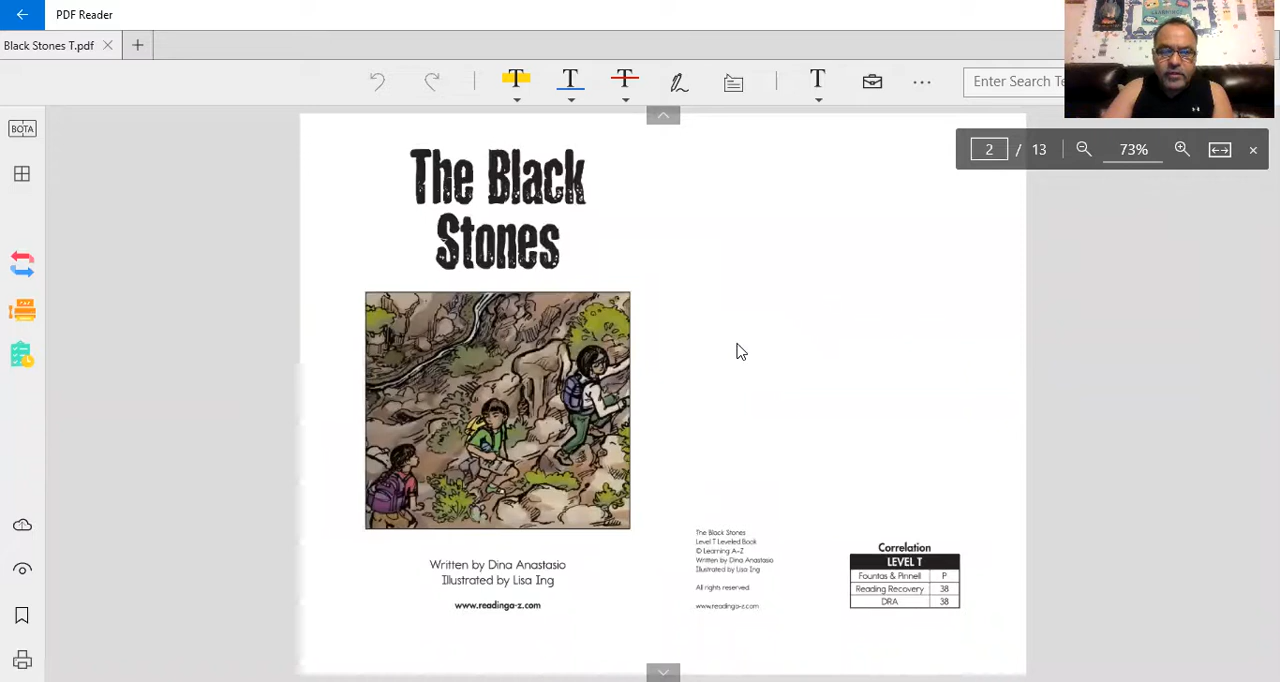 PDF Reader
Black Stones T.pdf
Enter Search Te
BOTA
2 / 13
73%
The Black
Stones
Written by Dina Anastasio
Illustrated by Lisa Ing
www.readinga-z.com
The Black Stones
Level T Leveled Book
© Learning A–Z
Written by Dina Anastasio
Illustrated by Lisa Ing
All rights reserved.
www.readinga-z.com
Correlation
LEVEL T
Fountas & Pinnell P
Reading Recovery 38
DRA 38